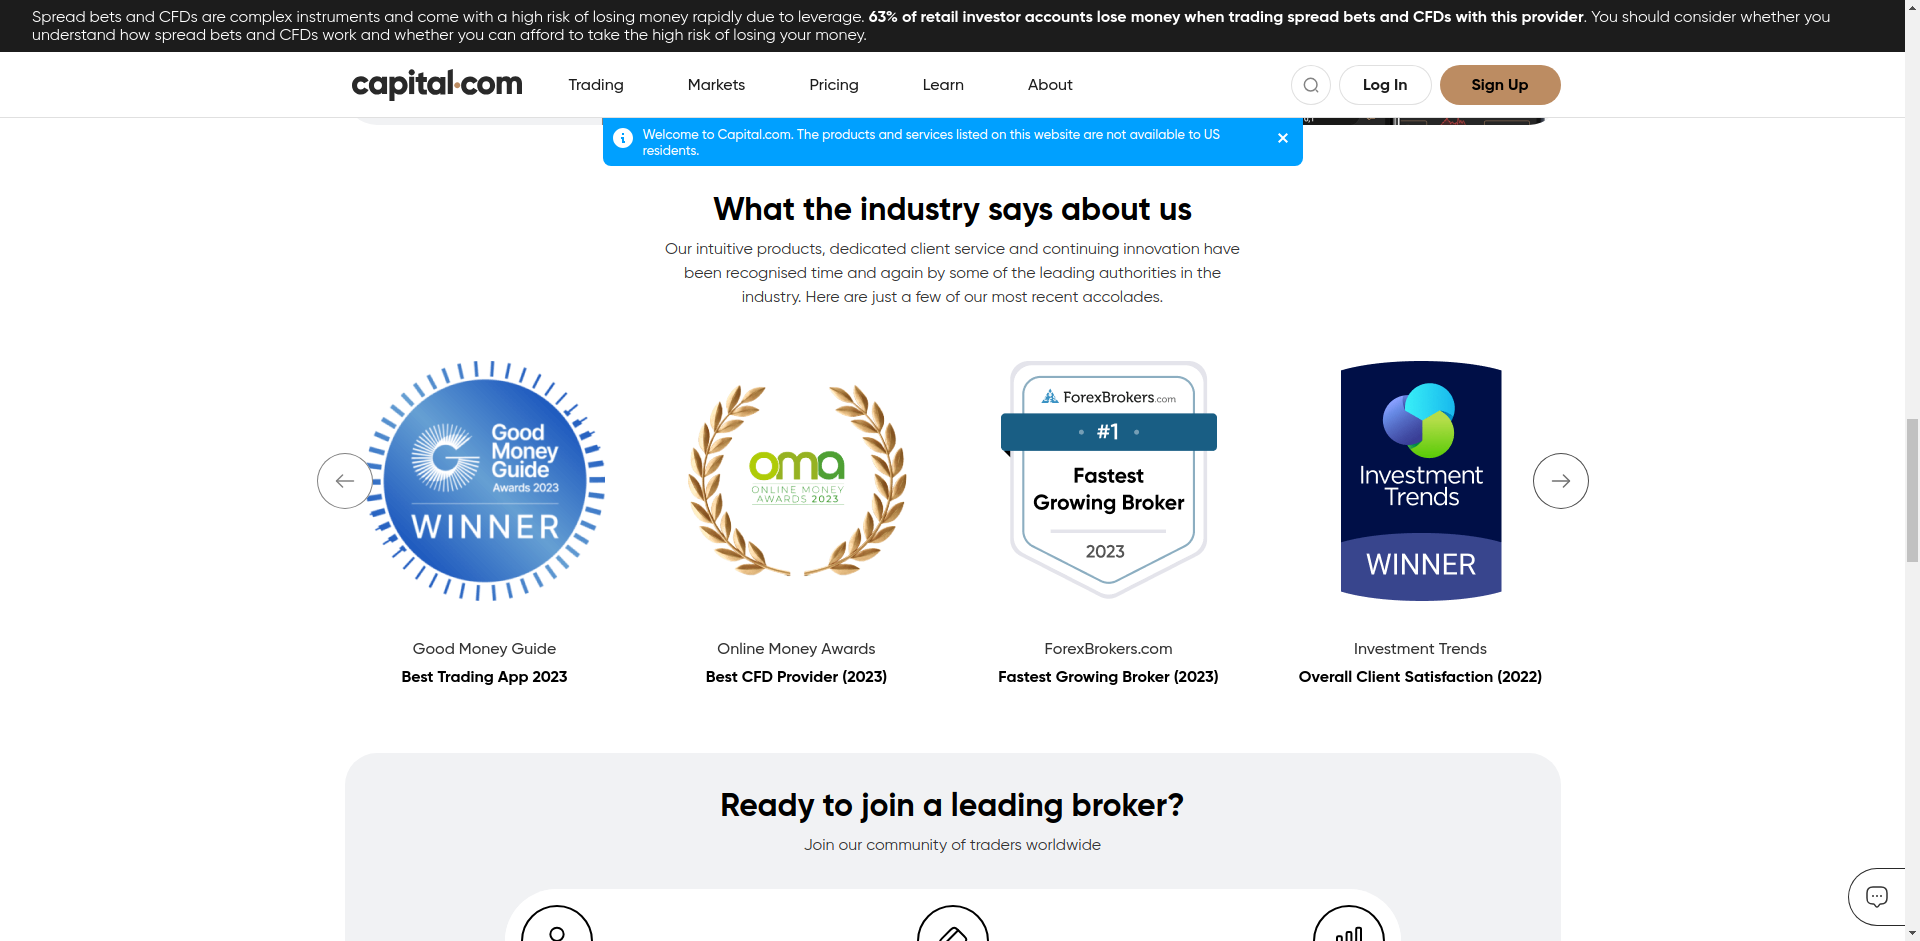 Spread bets and CFDs are complex instruments and come with a high risk of losing money rapidly due to leverage. 63% of retail investor accounts lose money when trading spread bets and CFDs with this provider. You should consider whether you
understand how spread bets and CFDs work and whether you can afford to take the high risk of losing your money.
capital.com
Trading
Markets
Pricing
Learn
About
Log In
Sign Up
Welcome to Capital.com. The products and services listed on this website are not available to US
residents.
What the industry says about us
Our intuitive products, dedicated client service and continuing innovation have
been recognised time and again by some of the leading authorities in the
industry. Here are just a few of our most recent accolades.
Good
Money
Guide
Awards 2023
WINNER
oma
ONLINE MONEY
AWARDS 2023
ForexBrokers.com
#1
Fastest
Growing Broker
2023
Investment
Trends
WINNER
Good Money Guide
Best Trading App 2023
Online Money Awards
Best CFD Provider (2023)
ForexBrokers.com
Fastest Growing Broker (2023)
Investment Trends
Overall Client Satisfaction (2022)
Ready to join a leading broker?
Join our community of traders worldwide